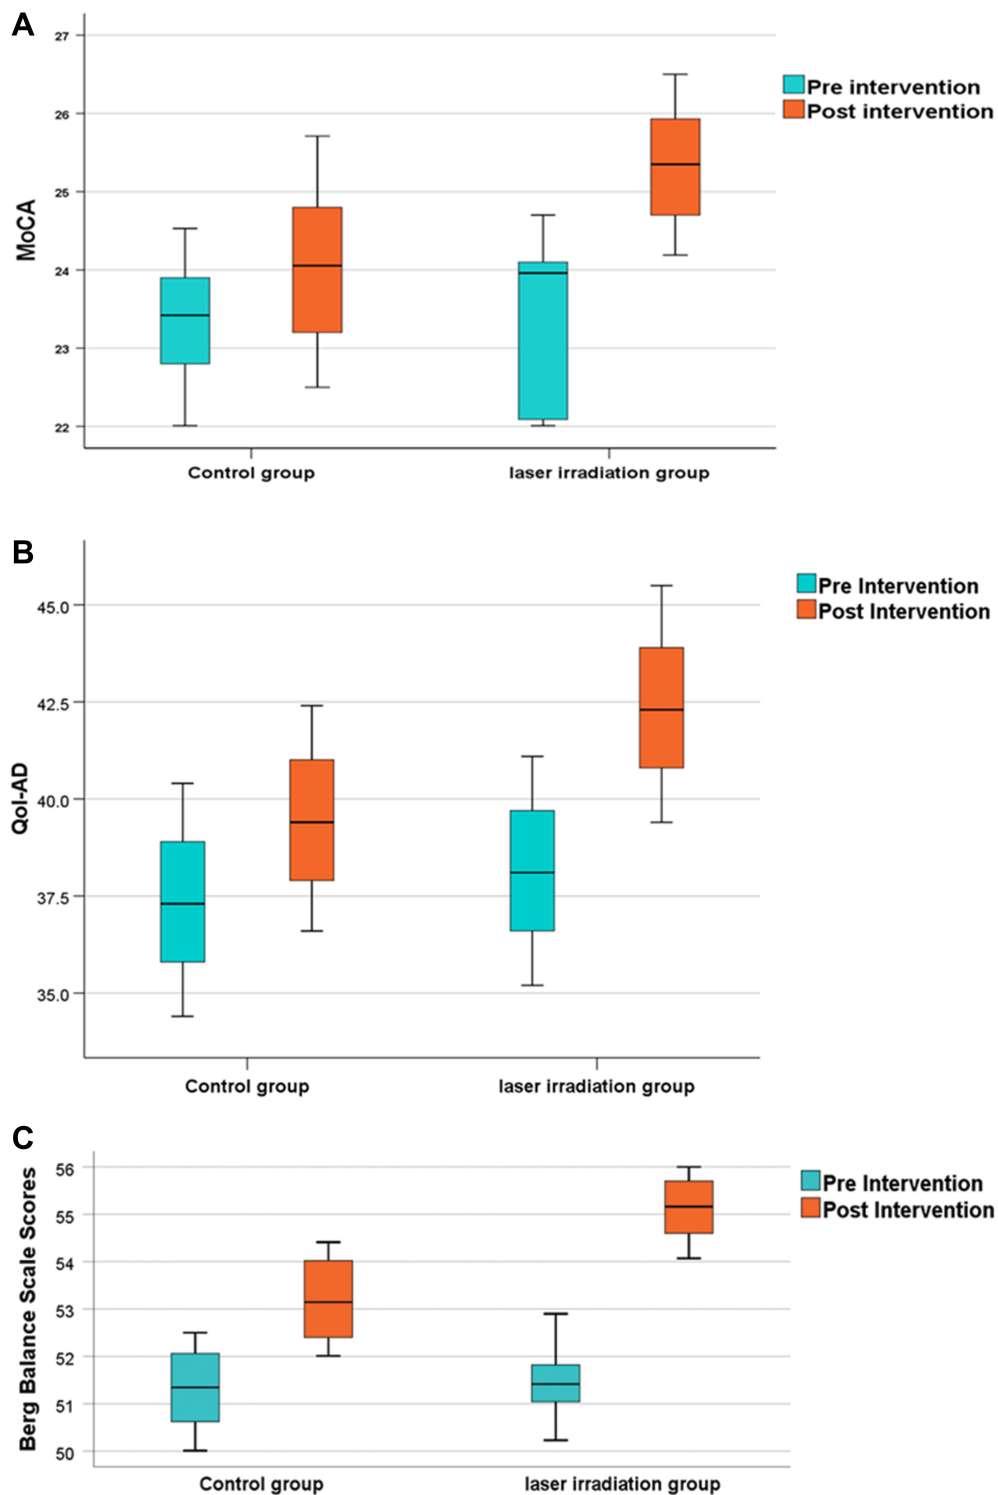 A
27
26
25
24
23
22
MoCA
Pre intervention
Post intervention
Control group
laser irradiation group
B
45.0
42.5
40.0
37.5
35.0
Qol-AD
Pre Intervention
Post Intervention
Control group
laser irradiation group
C
56
55
54
53
52
51
50
Berg Balance Scale Scores
Pre Intervention
Post Intervention
Control group
laser irradiation group